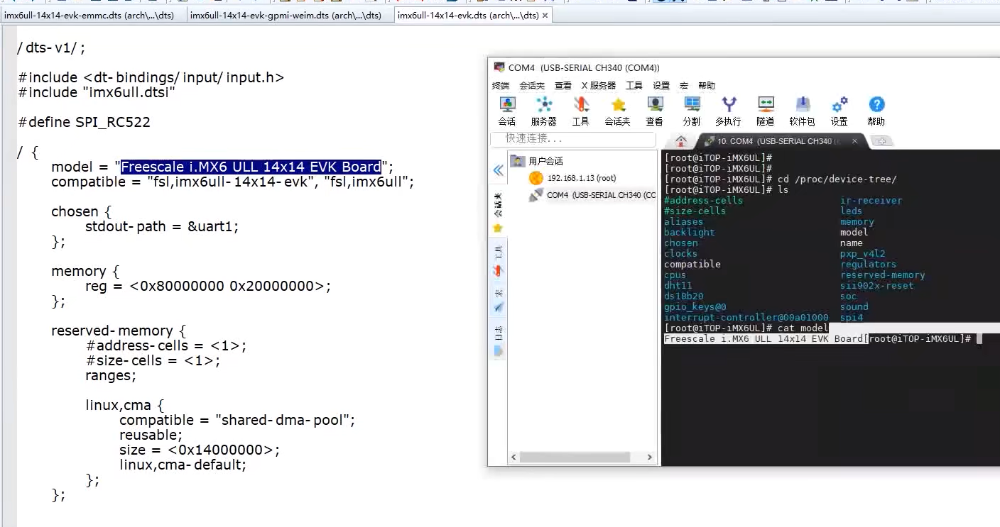 imx6ull-14x14-evk-emmc.dts (arch\...\dts)
imx6ull-14x14-evk-gpmi-weim.dts (arch\...\dts)
imx6ull-14x14-evk.dts (arch\...\dts)
/dts-v1/;
#include <dt-bindings/input/input.h>
#include "imx6ull.dtsi"
#define SPI_RC522
/ {
model = "Freescale i.MX6 ULL 14x14 EVK Board";
compatible = "fsl,imx6ull-14x14-evk", "fsl,imx6ull";
chosen {
stdout-path = &uart1;
};
memory {
reg = <0x80000000 0x20000000>;
};
reserved-memory {
#address-cells = <1>;
#size-cells = <1>;
ranges;
linux,cma {
compatible = "shared-dma-pool";
reusable;
size = <0x14000000>;
linux,cma-default;
};
};
COM4 (USB-SERIAL CH340 (COM4))
终端 会话夹 查看 X 服务器 工具 设置 宏 帮助
会话 服务器 工具 会话夹 查看 分割 多执行 隧道 软件包 设置 帮助
快速连接...
10. COM4 (USB-SERIAL CH340
用户会话
192.168.1.13 (root)
COM4 (USB-SERIAL CH340 (CO
会话夹
工具
宏
日志
[root@iTOP-iMX6UL]#
[root@iTOP-iMX6UL]#
[root@iTOP-iMX6UL]# cd /proc/device-tree/
[root@iTOP-iMX6UL]# ls
#address-cells ir-receiver
#size-cells leds
aliases memory
backlight model
chosen name
clocks pxp_v4l2
compatible regulators
cpus reserved-memory
dht11 sii902x-reset
ds18b20 soc
gpio_keys@0 sound
interrupt-controller@00a01000 spi4
[root@iTOP-iMX6UL]# cat model
Freescale i.MX6 ULL 14x14 EVK Board[root@iTOP-iMX6UL]#